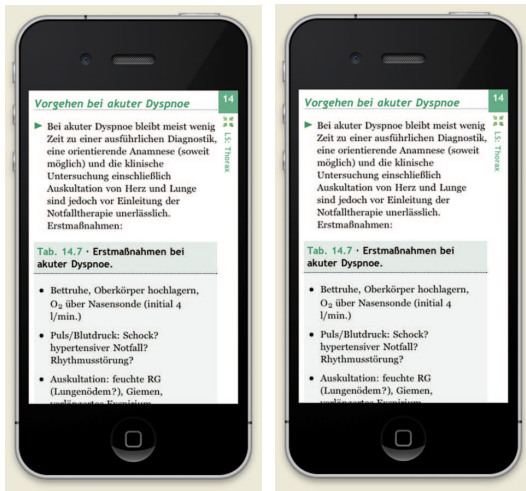 Vorgehen bei akuter Dyspnoe
14
Bei akuter Dyspnoe bleibt meist wenig
Zeit zu einer ausführlichen Diagnostik,
eine orientierende Anamnese (soweit
möglich) und die klinische
Untersuchung einschließlich
Auskultation von Herz und Lunge
sind jedoch vor Einleitung der
Notfalltherapie unerlässlich.
Erstmaßnahmen:
LS: Thorax
Tab. 14.7 · Erstmaßnahmen bei
akuter Dyspnoe.
• Bettruhe, Oberkörper hochlagern,
O₂ über Nasensonde (initial 4
l/min.)
• Puls/Blutdruck: Schock?
hypertensiver Notfall?
Rhythmusstörung?
• Auskultation: feuchte RG
(Lungenödem?), Giemen,
verlängertes Exspirium
Vorgehen bei akuter Dyspnoe
14
Bei akuter Dyspnoe bleibt meist wenig
Zeit zu einer ausführlichen Diagnostik,
eine orientierende Anamnese (soweit
möglich) und die klinische
Untersuchung einschließlich
Auskultation von Herz und Lunge
sind jedoch vor Einleitung der
Notfalltherapie unerlässlich.
Erstmaßnahmen:
LS: Thorax
Tab. 14.7 · Erstmaßnahmen bei
akuter Dyspnoe.
• Bettruhe, Oberkörper hochlagern,
O₂ über Nasensonde (initial 4
l/min.)
• Puls/Blutdruck: Schock?
hypertensiver Notfall?
Rhythmusstörung?
• Auskultation: feuchte RG
(Lungenödem?), Giemen,